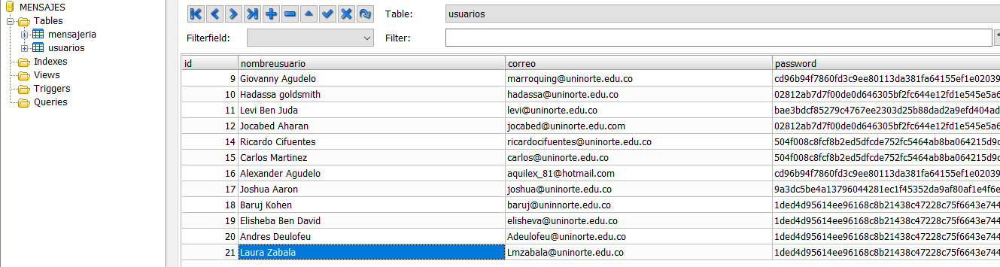 MENSAJES
Tables
mensajeria
usuarios
Indexes
Views
Triggers
Queries
Table: usuarios
Filterfield: Filter:
id nombreusuario correo password
9 Giovanny Agudelo marroquing@uninorte.edu.co cd96b94f7860fd3c9ee80113da381fa64155ef1e02039
10 Hadassa goldsmith hadassa@uninorte.edu.co 02812ab7d7f00de0d646305bf2fc644e12fd1e545e5a6
11 Levi Ben Juda levi@uninorte.edu.co bae3bdcf85279c4767ee2303d25b88dad2a9efd404ad
12 Jocabed Aharan jocabed@uninorte.edu.com 02812ab7d7f00de0d646305bf2fc644e12fd1e545e5a6
14 Ricardo Cifuentes ricardocifuentes@uninorte.edu.co 504f008c8fcf8b2ed5dfcde752fc5464ab8ba064215d9c
15 Carlos Martinez carlos@uninorte.edu.co 504f008c8fcf8b2ed5dfcde752fc5464ab8ba064215d9c
16 Alexander Agudelo aquilex_81@hotmail.com cd96b94f7860fd3c9ee80113da381fa64155ef1e02039
17 Joshua Aaron joshua@uninorte.edu.co 9a3dc5be4a13796044281ec1f45352da9af80af1e4f6e
18 Baruj Kohen baruj@uninnorte.edu.co 1ded4d95614ee96168c8b21438c47228c75f6643e744
19 Elisheba Ben David elisheva@uninorte.edu.co 1ded4d95614ee96168c8b21438c47228c75f6643e744
20 Andres Deulofeu Adeulofeu@uninorte.edu.co 1ded4d95614ee96168c8b21438c47228c75f6643e744
21 Laura Zabala Lmzabala@uninorte.edu.co 1ded4d95614ee96168c8b21438c47228c75f6643e744